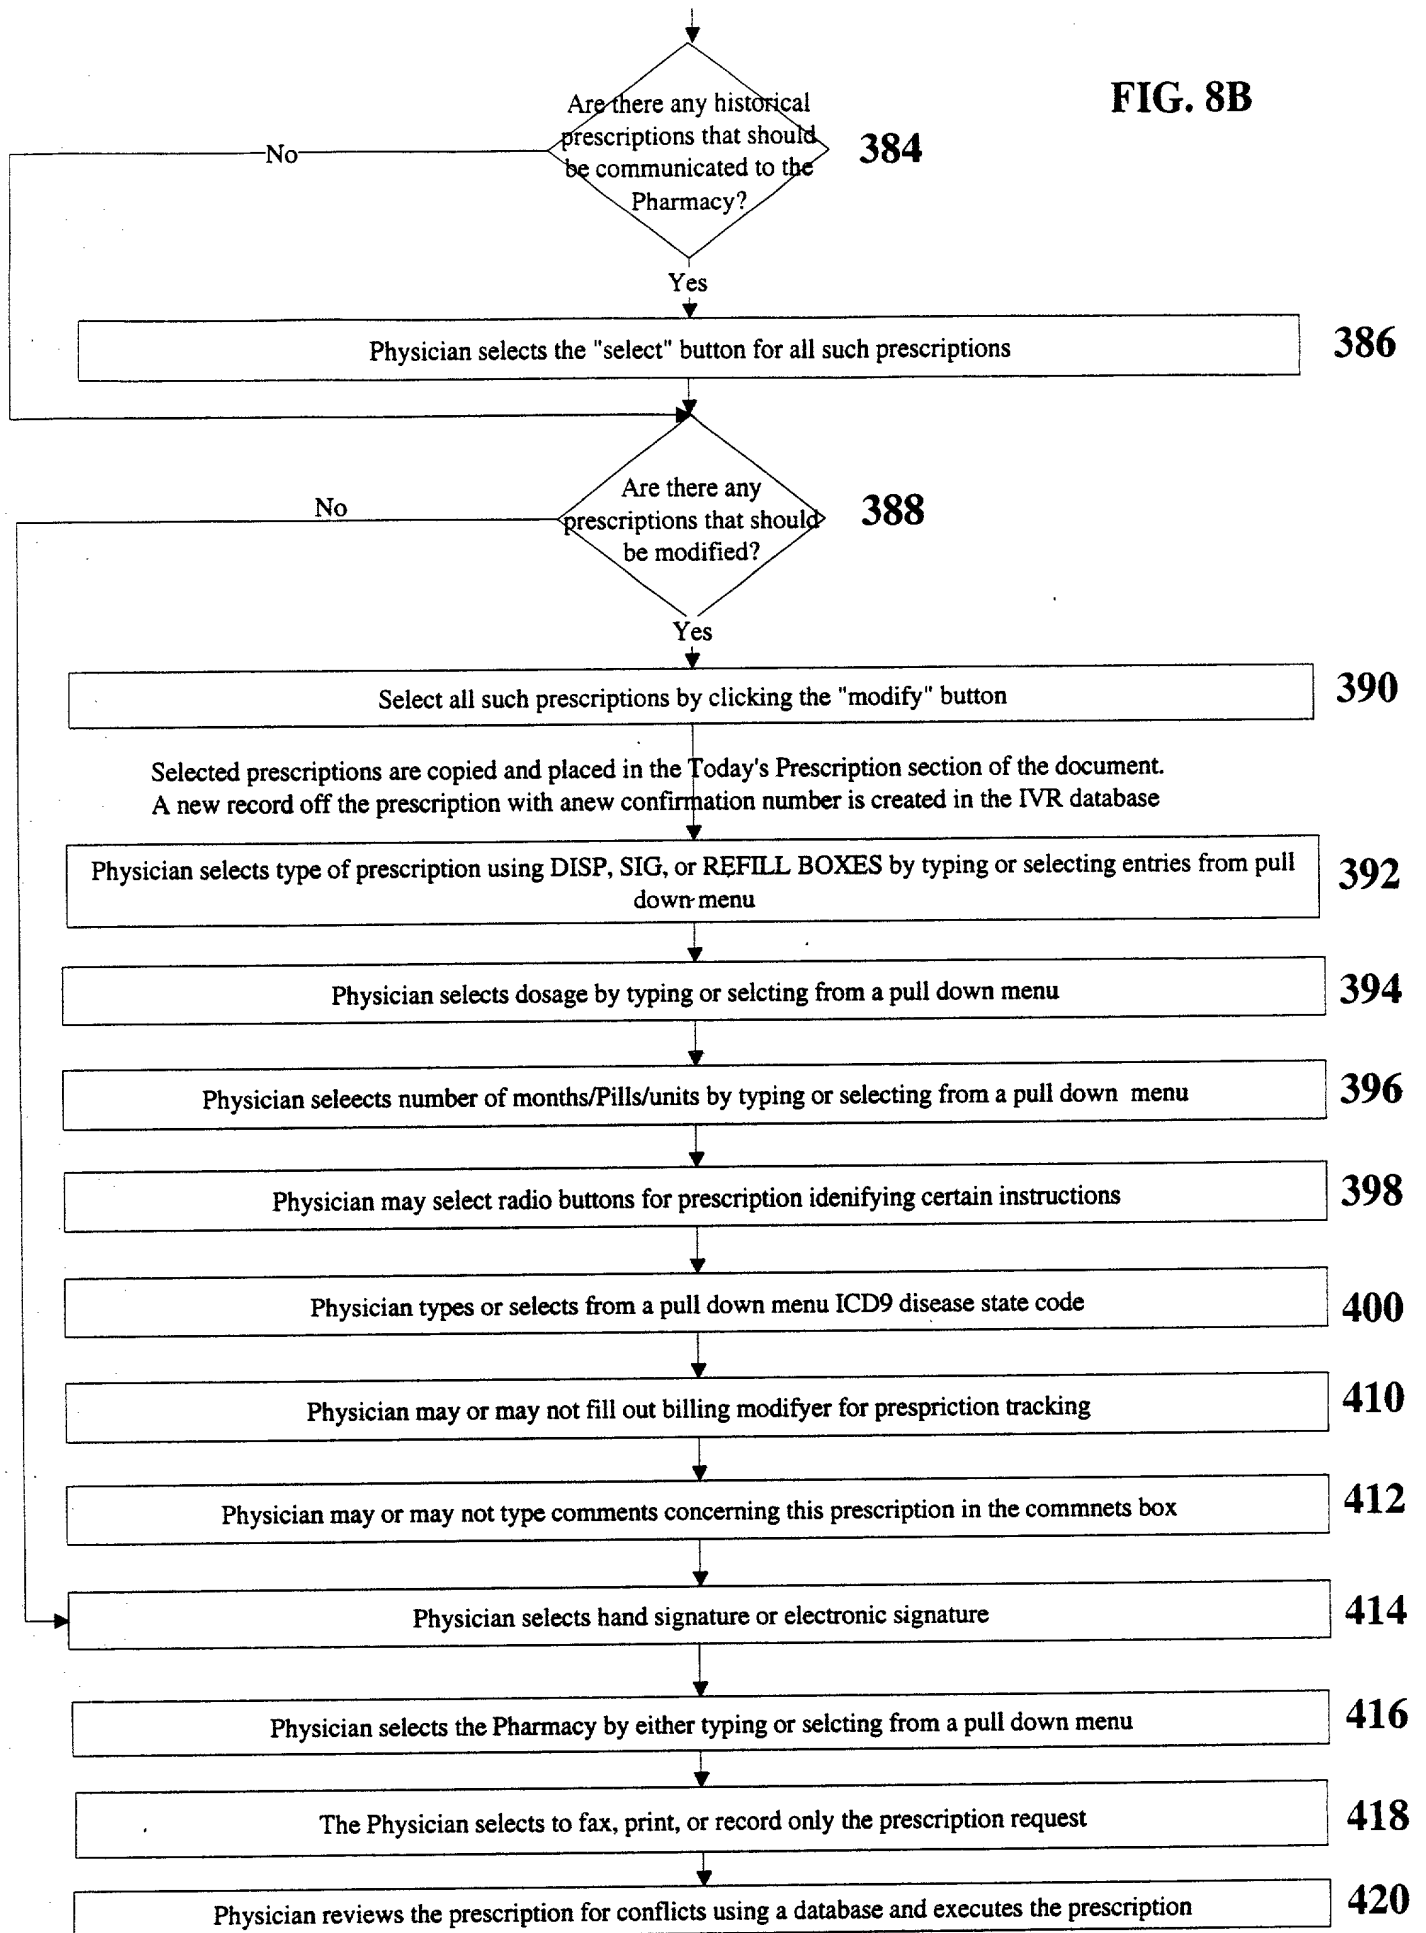 FIG. 8B
Are there any historical
prescriptions that should
be communicated to the
Pharmacy?
384
No
Yes
Physician selects the "select" button for all such prescriptions
386
Are there any
prescriptions that should
be modified?
388
No
Yes
Select all such prescriptions by clicking the "modify" button
390
Selected prescriptions are copied and placed in the Today's Prescription section of the document.
A new record off the prescription with anew confirmation number is created in the IVR database
Physician selects type of prescription using DISP, SIG, or REFILL BOXES by typing or selecting entries from pull
down menu
392
Physician selects dosage by typing or selcting from a pull down menu
394
Physician seleects number of months/Pills/units by typing or selecting from a pull down menu
396
Physician may select radio buttons for prescription idenifying certain instructions
398
Physician types or selects from a pull down menu ICD9 disease state code
400
Physician may or may not fill out billing modifyer for prespriction tracking
410
Physician may or may not type comments concerning this prescription in the commnets box
412
Physician selects hand signature or electronic signature
414
Physician selects the Pharmacy by either typing or selcting from a pull down menu
416
The Physician selects to fax, print, or record only the prescription request
418
Physician reviews the prescription for conflicts using a database and executes the prescription
420